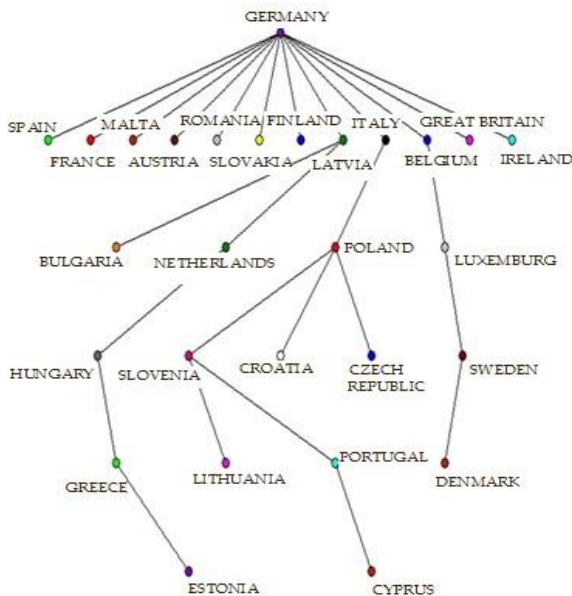 GERMANY
SPAIN
FRANCE
MALTA
AUSTRIA
ROMANIA
SLOVAKIA
FINLAND
LATVIA
ITALY
BELGIUM
GREAT BRITAIN
IRELAND
BULGARIA
NETHERLANDS
POLAND
LUXEMBURG
HUNGARY
SLOVENIA
CROATIA
CZECH
REPUBLIC
SWEDEN
GREECE
LITHUANIA
PORTUGAL
DENMARK
ESTONIA
CYPRUS